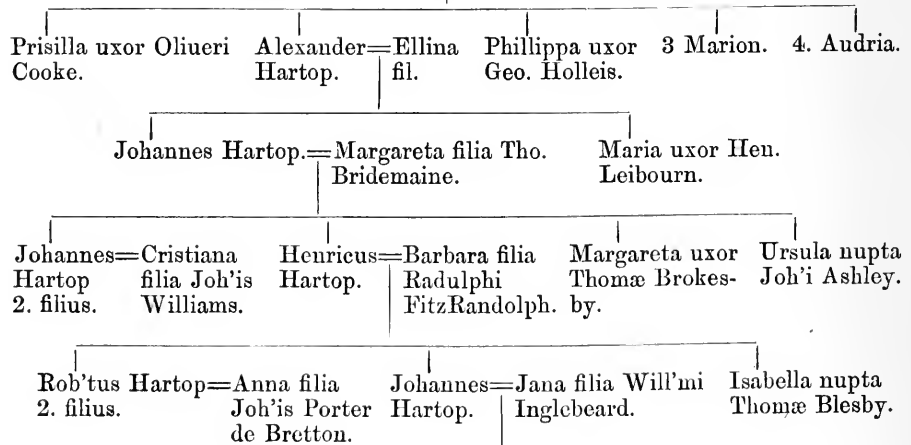 Prisilla uxor Oliueri
Cooke.
Alexander=Ellina
Hartop. fil.
Phillippa uxor
Geo. Holleis.
3 Marion.
4. Audria.
Johannes Hartop.=Margareta filia Tho.
Bridemaine.
Maria uxor Hen.
Leibourn.
Johannes=Cristiana
Hartop filia Joh'is
2. filius. Williams.
Henricus=Barbara filia
Hartop. Radulphi
FitzRandolph.
Margareta uxor
Thomæ Brokes-
by.
Ursula nupta
Joh'i Ashley.
Rob'tus Hartop=Anna filia
2. filius. Joh'is Porter
de Bretton.
Johannes=Jana filia Will'mi
Hartop. Inglebeard.
Isabella nupta
Thomæ Blesby.